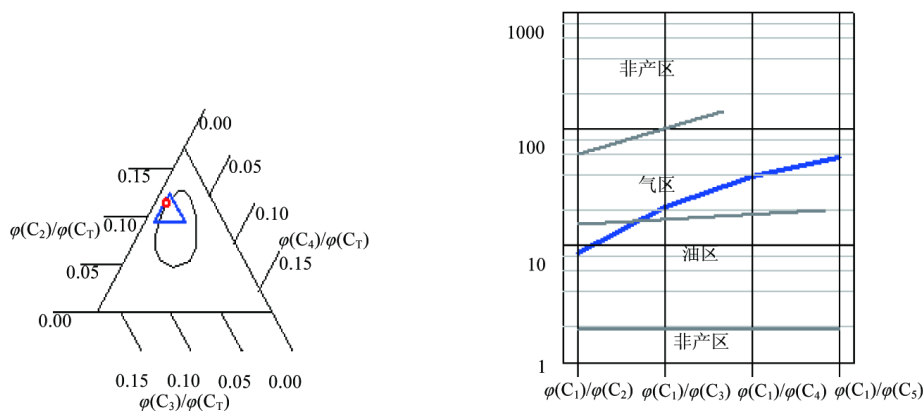 0.00
0.15
0.05
0.10
0.10
φ(C₂)/φ(C_T)
φ(C₄)/φ(C_T)
0.05
0.15
0.00
0.15
0.10
0.05
0.00
φ(C₃)/φ(C_T)
1000
非产区
100
气区
油区
10
非产区
1
φ(C₁)/φ(C₂)
φ(C₁)/φ(C₃)
φ(C₁)/φ(C₄)
φ(C₁)/φ(C₅)